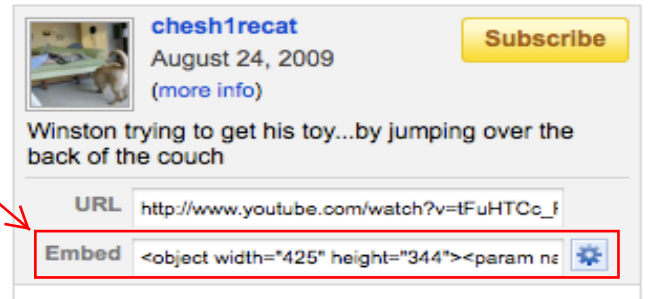 chesh1recat
Subscribe
August 24, 2009
(more info)
Winston trying to get his toy...by jumping over the
back of the couch
URL http://www.youtube.com/watch?v=tFuHTCc_
Embed <object width="425" height="344"><param na